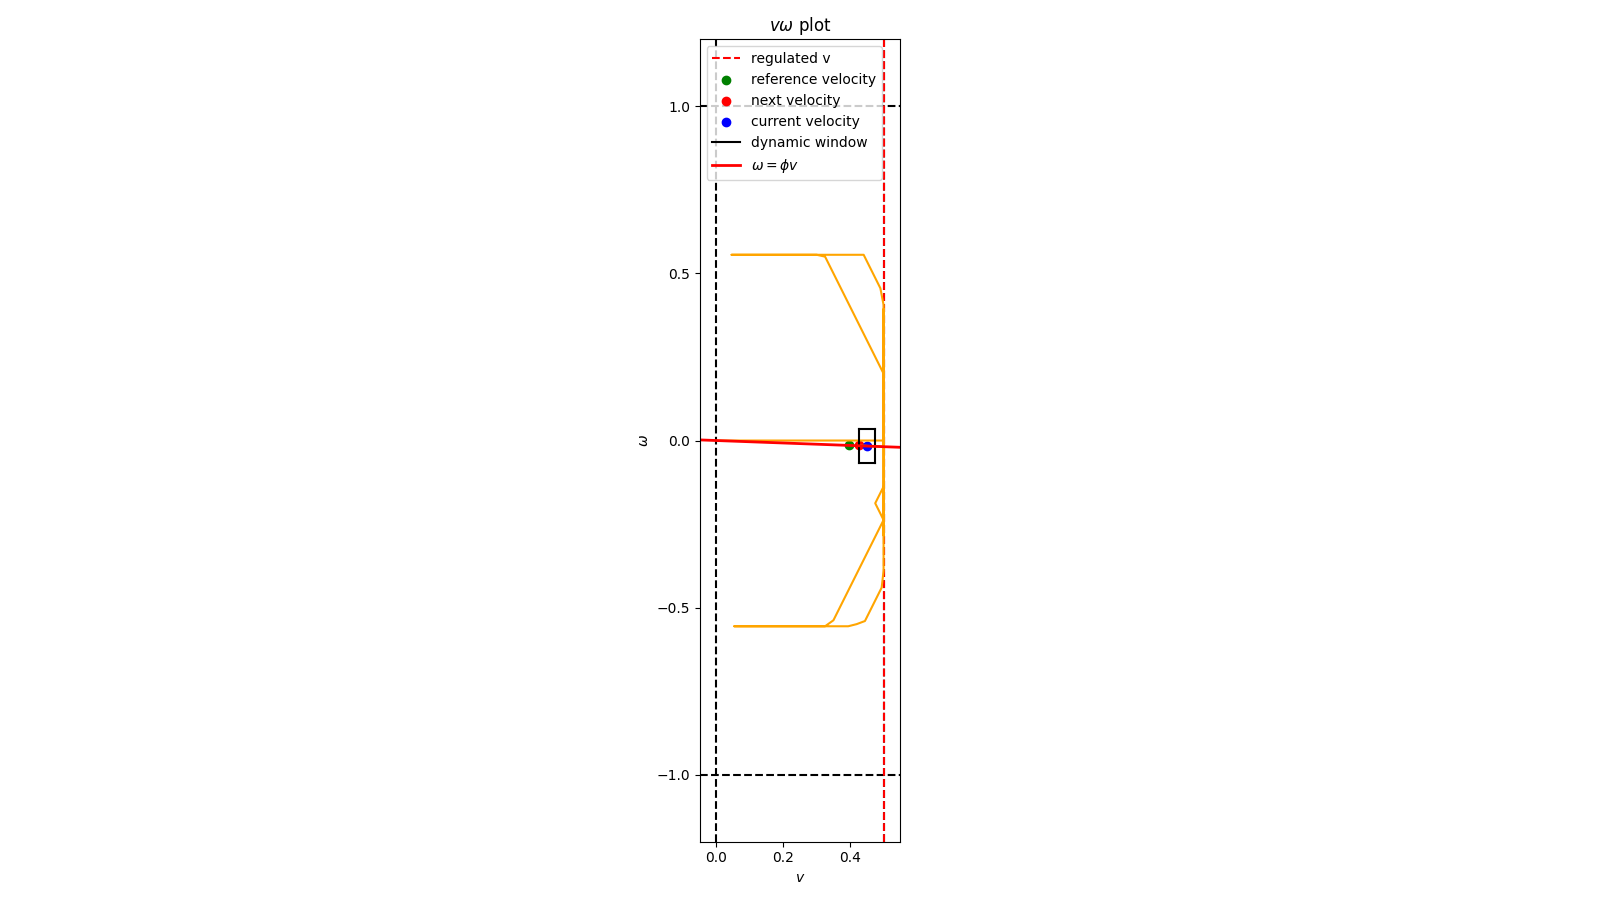 vω plot
regulated v
reference velocity
next velocity
current velocity
dynamic window
ω = ϕv
1.0
0.5
0.0
−0.5
−1.0
ω
0.0 0.2 0.4
v